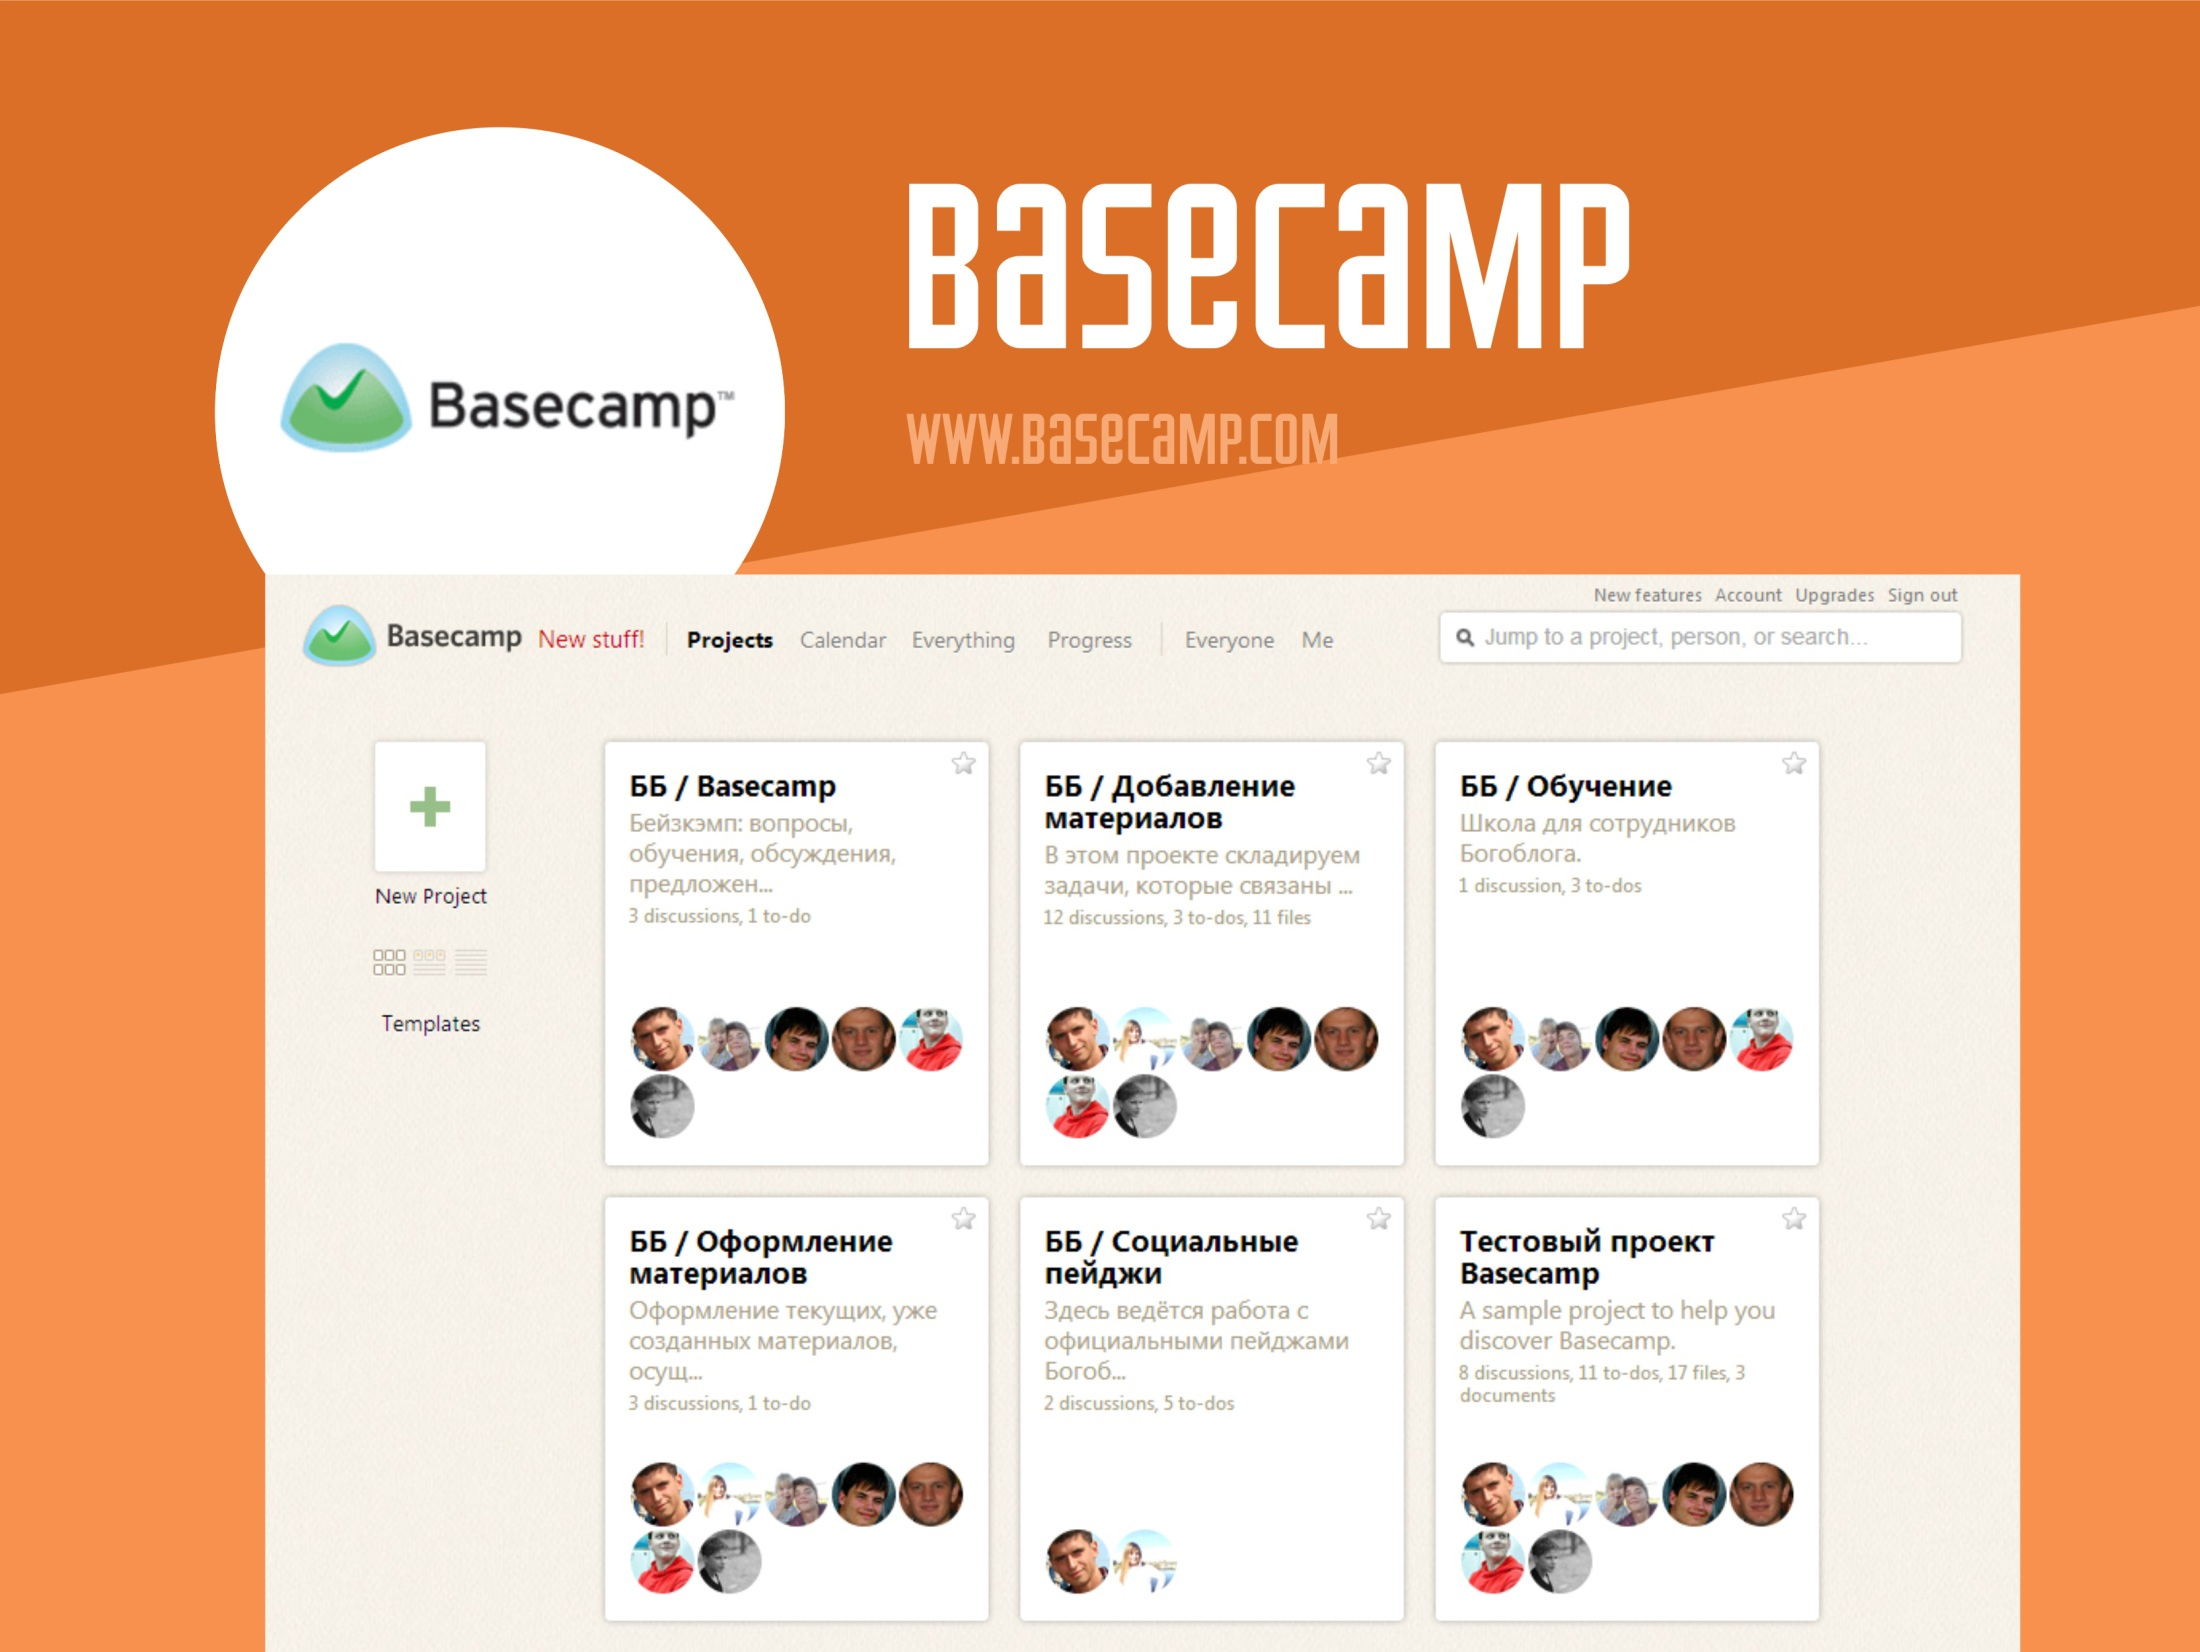 BaseCaMP
WWW.BaseCaMP.COM
Basecamp™
New features Account Upgrades Sign out
Basecamp New stuff! Projects Calendar Everything Progress Everyone Me
Jump to a project, person, or search...
New Project
Templates
ББ / Basecamp
Бейзкэмп: вопросы,
обучения, обсуждения,
предложен...
3 discussions, 1 to-do
ББ / Добавление
материалов
В этом проекте складируем
задачи, которые связаны ...
12 discussions, 3 to-dos, 11 files
ББ / Обучение
Школа для сотрудников
Богоблога.
1 discussion, 3 to-dos
ББ / Оформление
материалов
Оформление текущих, уже
созданных материалов,
осущ...
3 discussions, 1 to-do
ББ / Социальные
пейджи
Здесь ведётся работа с
официальными пейджами
Богоб...
2 discussions, 5 to-dos
Тестовый проект
Basecamp
A sample project to help you
discover Basecamp.
8 discussions, 11 to-dos, 17 files, 3
documents